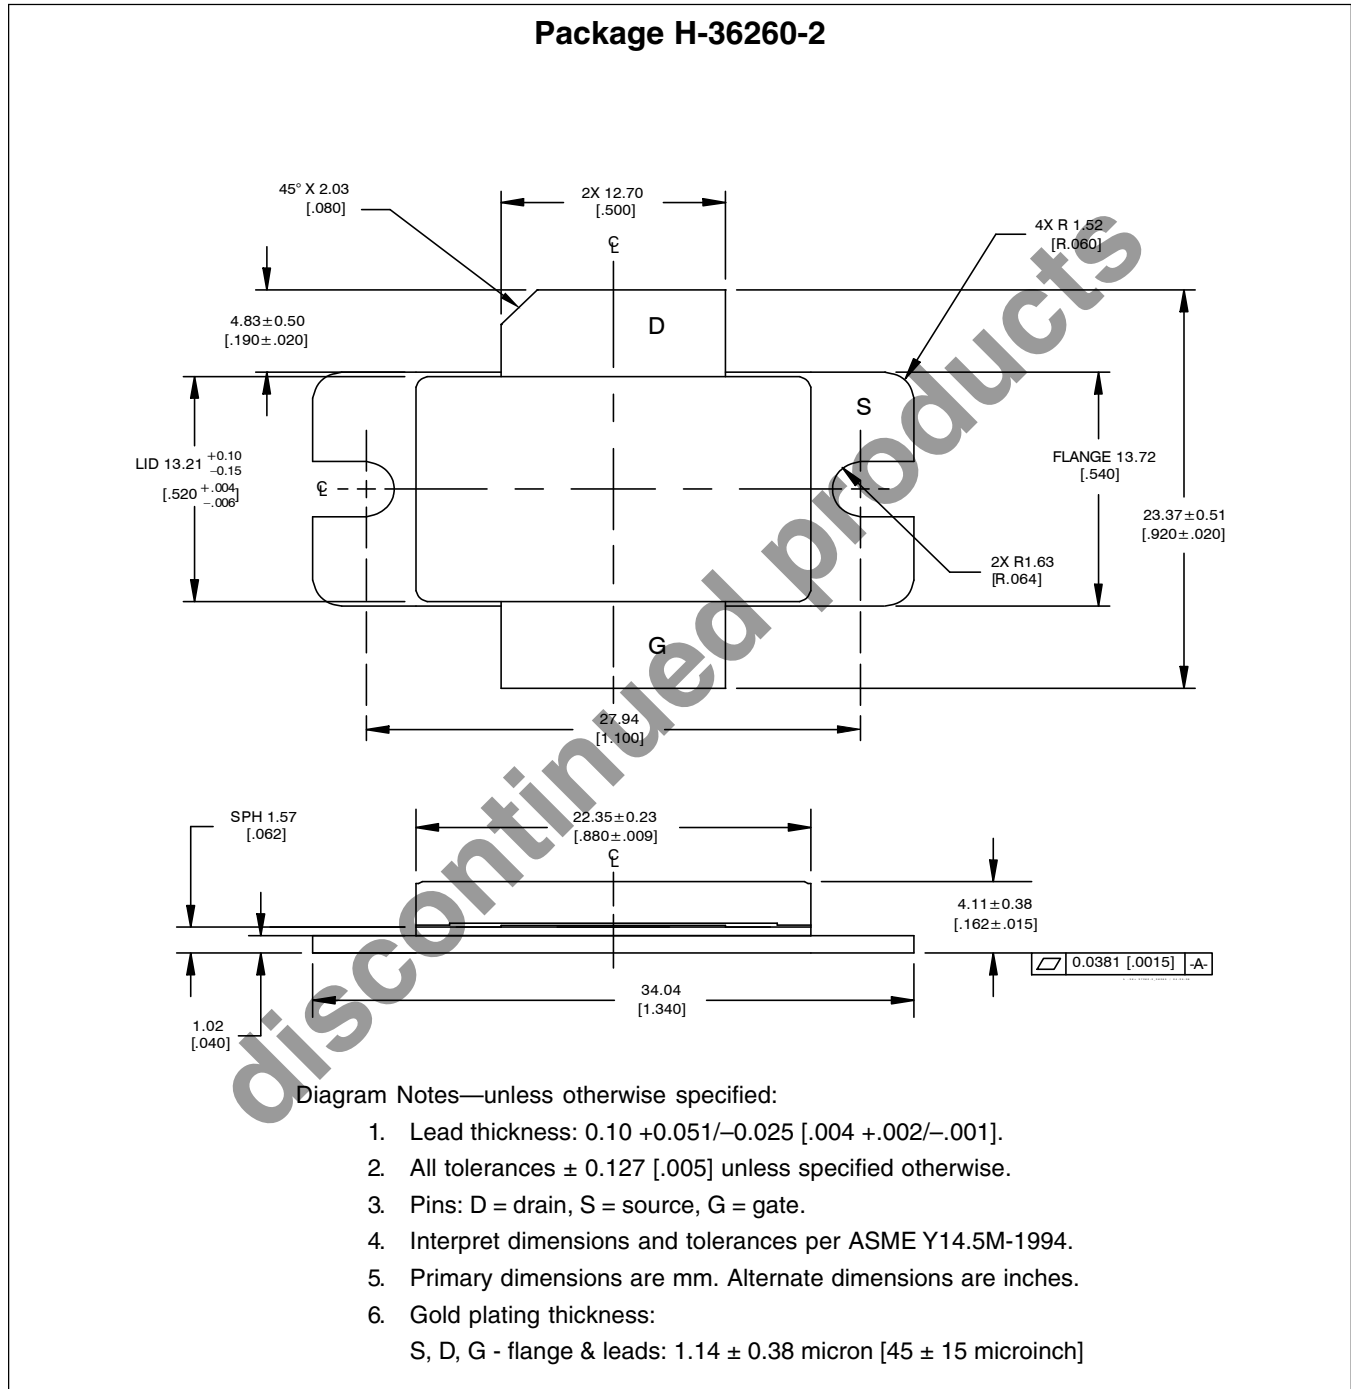 Package H-36260-2
45° X 2.03
[.080]
2X 12.70
[.500]
4X R 1.52
[R.060]
℄
4.83±0.50
[.190±.020]
D
S
LID 13.21 +0.10
–0.15
[.520 +.004
–.006]
℄
FLANGE 13.72
[.540]
23.37±0.51
[.920±.020]
2X R1.63
[R.064]
G
27.94
[1.100]
SPH 1.57
[.062]
22.35±0.23
[.880±.009]
℄
4.11±0.38
[.162±.015]
0.0381 [.0015] -A-
34.04
[1.340]
1.02
[.040]
discontinued products
Diagram Notes—unless otherwise specified:
1. Lead thickness: 0.10 +0.051/–0.025 [.004 +.002/–.001].
2. All tolerances ± 0.127 [.005] unless specified otherwise.
3. Pins: D = drain, S = source, G = gate.
4. Interpret dimensions and tolerances per ASME Y14.5M-1994.
5. Primary dimensions are mm. Alternate dimensions are inches.
6. Gold plating thickness:
S, D, G - flange & leads: 1.14 ± 0.38 micron [45 ± 15 microinch]